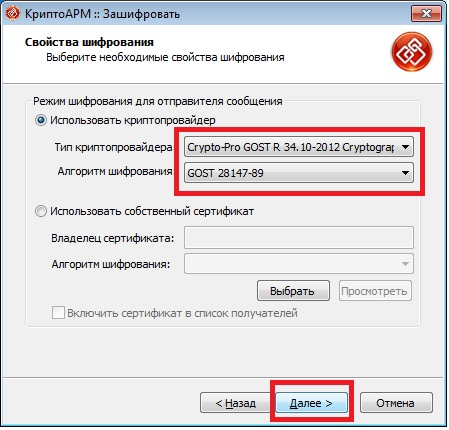 КриптоАРМ :: Зашифровать
Свойства шифрования
Выберите необходимые свойства шифрования
Режим шифрования для отправителя сообщения
Использовать криптопровайдер
Тип криптопровайдера
Crypto-Pro GOST R 34.10-2012 Cryptograp
Алгоритм шифрования
GOST 28147-89
Использовать собственный сертификат
Владелец сертификата:
Алгоритм шифрования:
Выбрать
Просмотреть
Включить сертификат в список получателей
< Назад
Далее >
Отмена